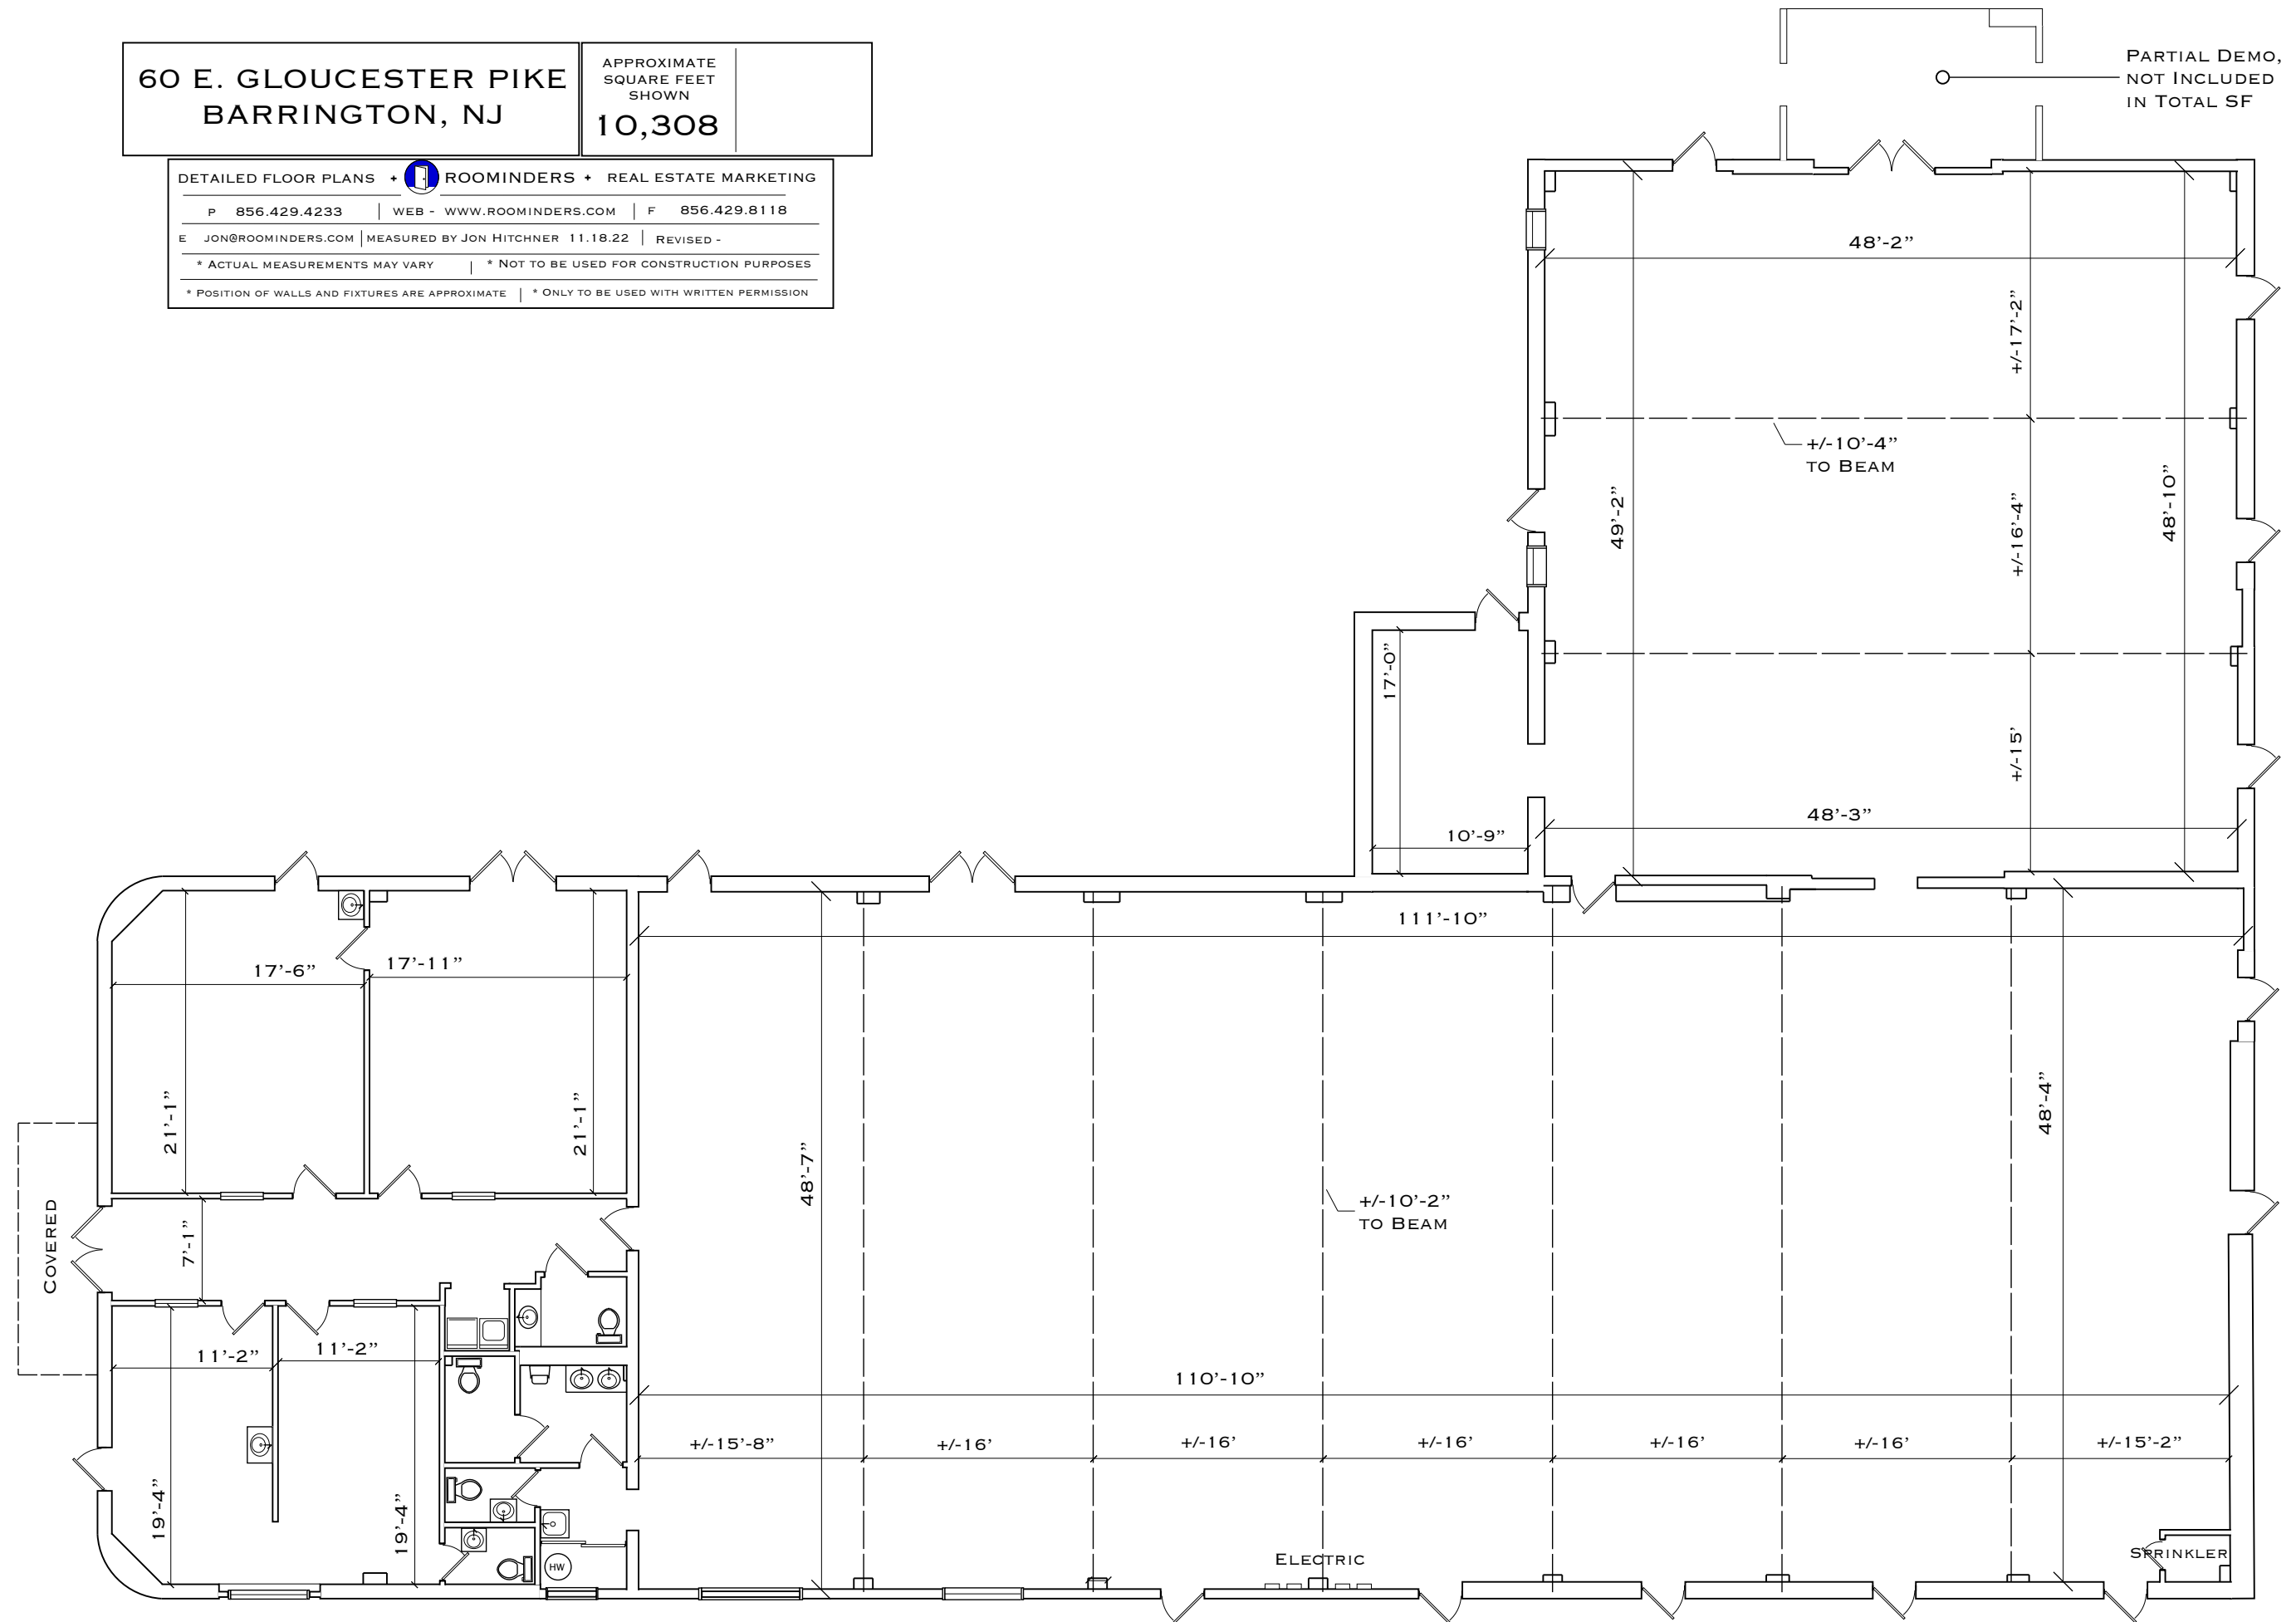 60 E. GLOUCESTER PIKE
BARRINGTON, NJ
APPROXIMATE
SQUARE FEET
SHOWN
10,308
DETAILED FLOOR PLANS + ROOMINDERS + REAL ESTATE MARKETING
P 856.429.4233 | WEB - WWW.ROOMINDERS.COM | F 856.429.8118
E JON@ROOMINDERS.COM | MEASURED BY JON HITCHNER 11.18.22 | REVISED -
* ACTUAL MEASUREMENTS MAY VARY | * NOT TO BE USED FOR CONSTRUCTION PURPOSES
* POSITION OF WALLS AND FIXTURES ARE APPROXIMATE | * ONLY TO BE USED WITH WRITTEN PERMISSION
PARTIAL DEMO,
NOT INCLUDED
IN TOTAL SF
48'-2"
+/-17'-2"
+/-10'-4"
TO BEAM
49'-2"
+/-16'-4"
48'-10"
17'-0"
+/-15'
10'-9"
48'-3"
111'-10"
17'-6"
17'-11"
21'-1"
21'-1"
48'-7"
48'-4"
+/-10'-2"
TO BEAM
COVERED
7'-1"
11'-2"
11'-2"
19'-4"
19'-4"
110'-10"
+/-15'-8"
+/-16'
+/-16'
+/-16'
+/-16'
+/-16'
+/-15'-2"
ELECTRIC
SPRINKLER
HW